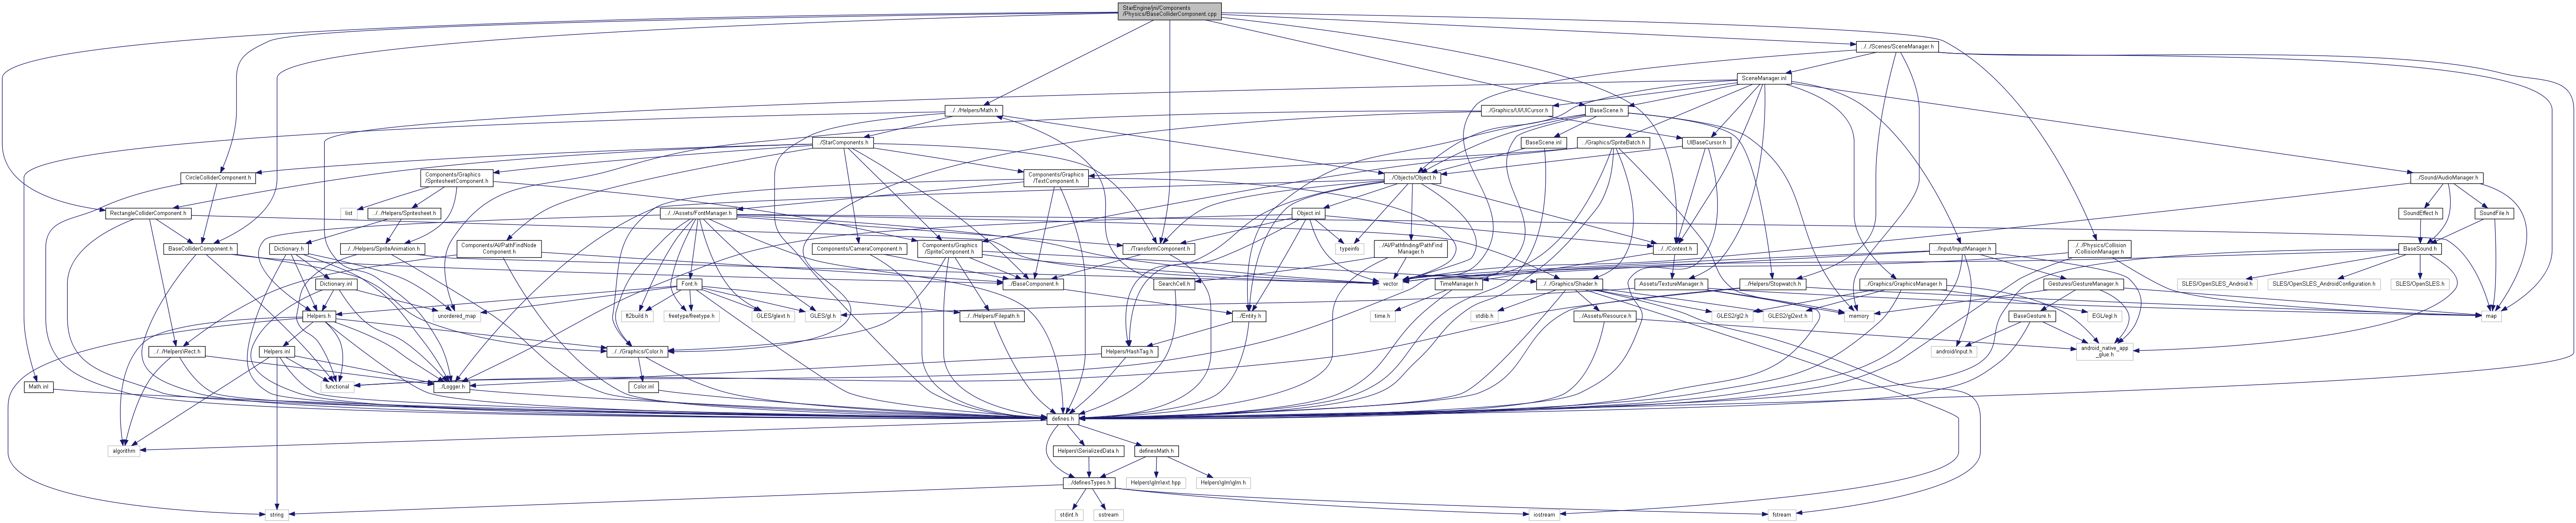 StarEngine/jni/Components
/Physics/BaseColliderComponent.cpp
../../Scenes/SceneManager.h
SceneManager.inl
../../Helpers/Math.h
../Graphics/UI/UICursor.h
BaseScene.h
../StarComponents.h
BaseScene.inl
../Graphics/SpriteBatch.h
UIBaseCursor.h
CircleColliderComponent.h
Components/Graphics
/SpritesheetComponent.h
Components/Graphics
/TextComponent.h
../Objects/Object.h
../Sound/AudioManager.h
list
../../Helpers/Spritesheet.h
RectangleColliderComponent.h
../../Assets/FontManager.h
Object.inl
SoundEffect.h
SoundFile.h
BaseColliderComponent.h
Dictionary.h
../../Helpers/SpriteAnimation.h
Components/AI/PathFindNode
Component.h
Components/CameraComponent.h
Components/Graphics
/SpriteComponent.h
../TransformComponent.h
typeinfo
../AI/Pathfinding/PathFind
Manager.h
../../Context.h
../Input/InputManager.h
../../Physics/Collision
/CollisionManager.h
BaseSound.h
Dictionary.inl
Font.h
../BaseComponent.h
SearchCell.h
vector
TimeManager.h
../../Graphics/Shader.h
Assets/TextureManager.h
../Helpers/Stopwatch.h
../Graphics/GraphicsManager.h
Gestures/GestureManager.h
SLES/OpenSLES_Android.h
SLES/OpenSLES_AndroidConfiguration.h
SLES/OpenSLES.h
Helpers.h
unordered_map
ft2build.h
freetype/freetype.h
GLES/glext.h
GLES/gl.h
../../Helpers/Filepath.h
../Entity.h
time.h
stdlib.h
../Assets/Resource.h
GLES2/gl2.h
GLES2/gl2ext.h
memory
BaseGesture.h
EGL/egl.h
map
../../Helpers\Rect.h
Helpers.inl
../../Graphics/Color.h
Helpers/HashTag.h
android/input.h
android_native_app
_glue.h
Math.inl
functional
../Logger.h
Color.inl
defines.h
algorithm
Helpers\SerializedData.h
definesMath.h
../definesTypes.h
Helpers\glm\ext.hpp
Helpers\glm\glm.h
string
stdint.h
sstream
iostream
fstream